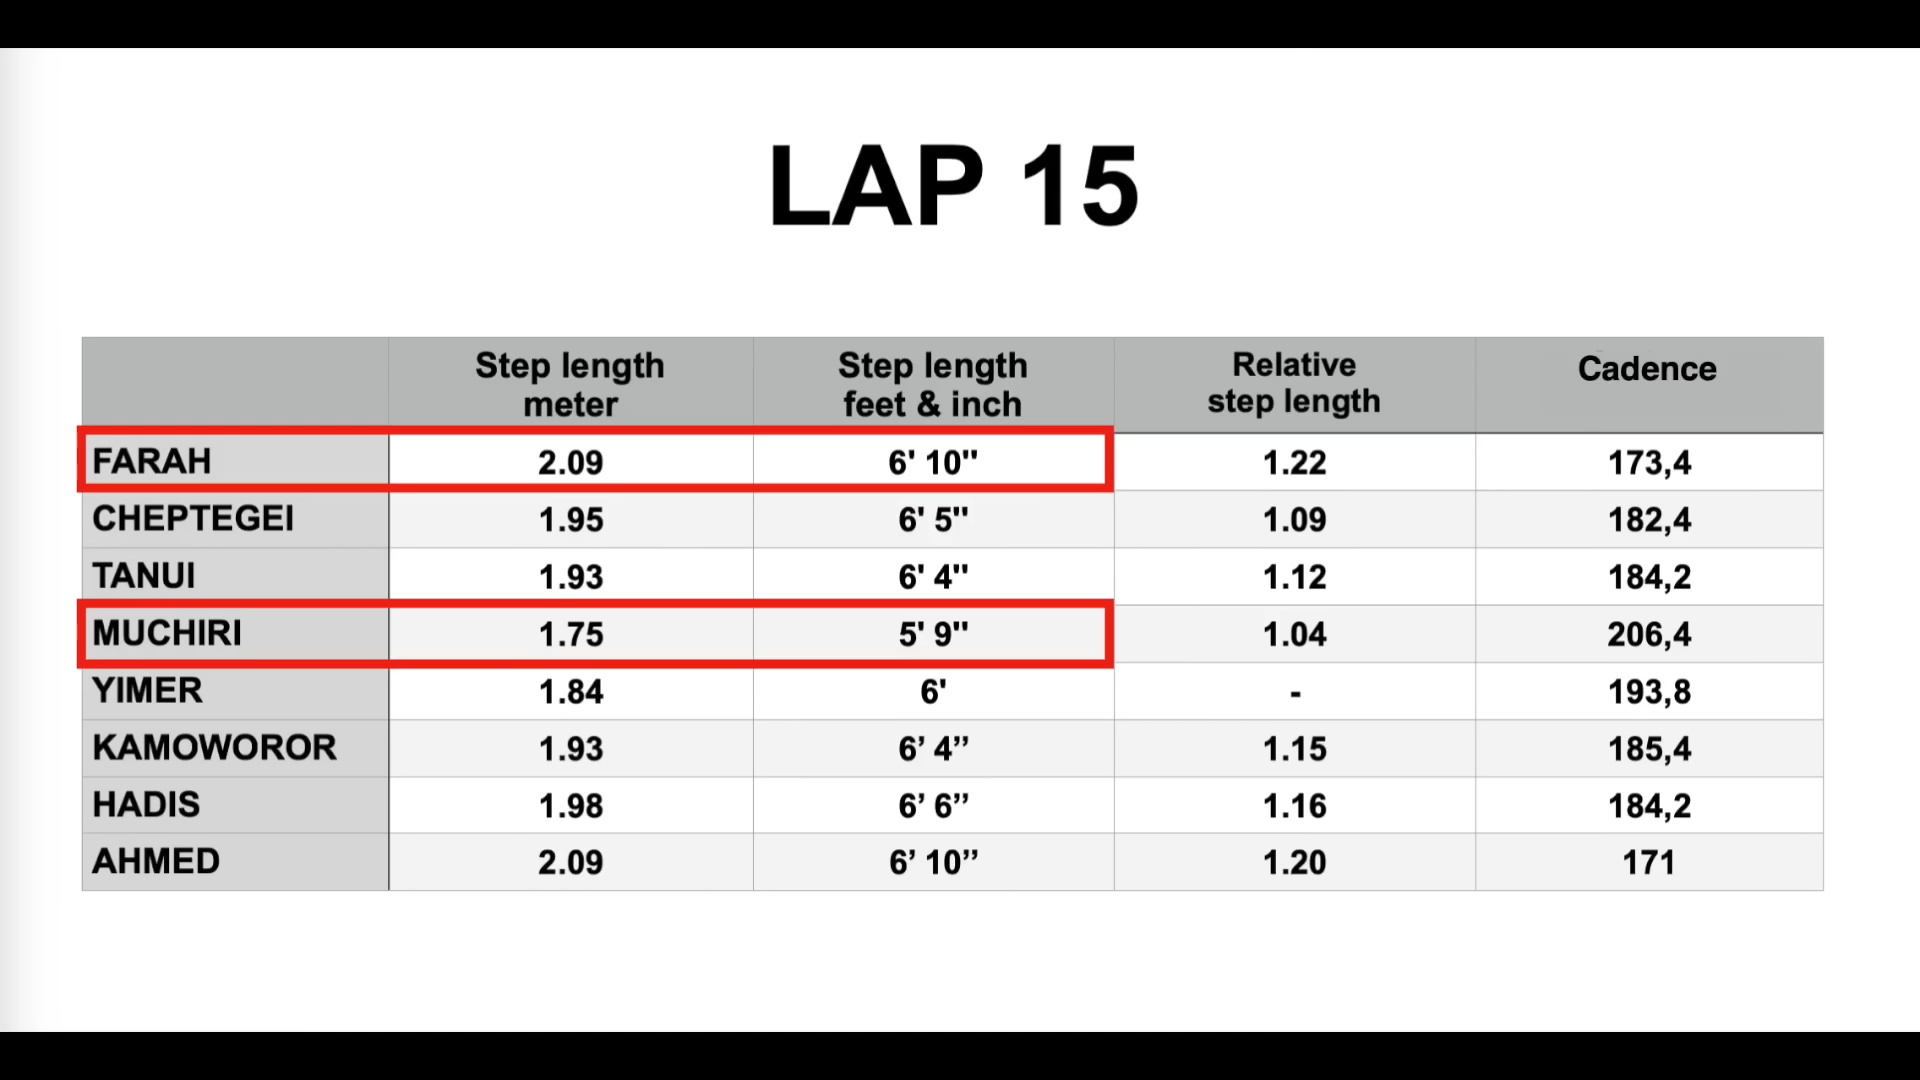 LAP 15
Step length meter Step length feet & inch Relative step length Cadence
FARAH 2.09 6' 10" 1.22 173,4
CHEPTEGEI 1.95 6' 5" 1.09 182,4
TANUI 1.93 6' 4" 1.12 184,2
MUCHIRI 1.75 5' 9" 1.04 206,4
YIMER 1.84 6' - 193,8
KAMOWOROR 1.93 6’ 4’’ 1.15 185,4
HADIS 1.98 6’ 6’’ 1.16 184,2
AHMED 2.09 6’ 10’’ 1.20 171